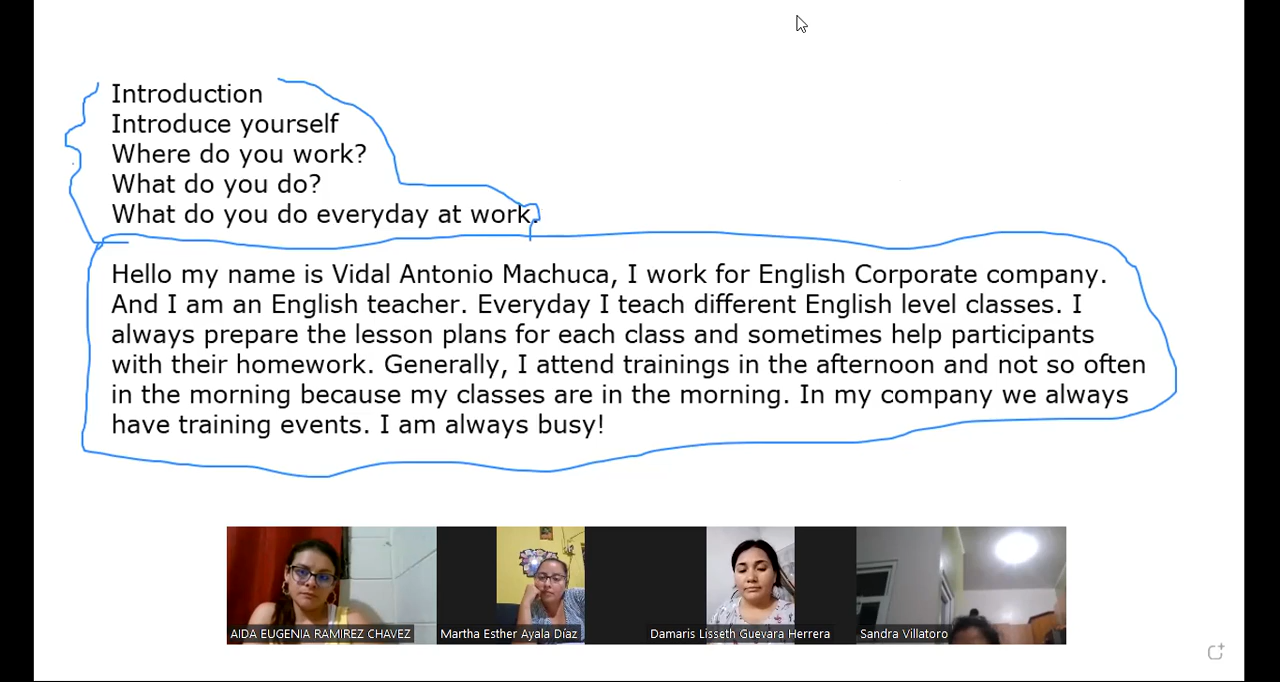 Introduction
Introduce yourself
Where do you work?
What do you do?
What do you do everyday at work.
Hello my name is Vidal Antonio Machuca, I work for English Corporate company.
And I am an English teacher. Everyday I teach different English level classes. I
always prepare the lesson plans for each class and sometimes help participants
with their homework. Generally, I attend trainings in the afternoon and not so often
in the morning because my classes are in the morning. In my company we always
have training events. I am always busy!
AIDA EUGENIA RAMIREZ CHAVEZ
Martha Esther Ayala Díaz
Damaris Lisseth Guevara Herrera
Sandra Villatoro